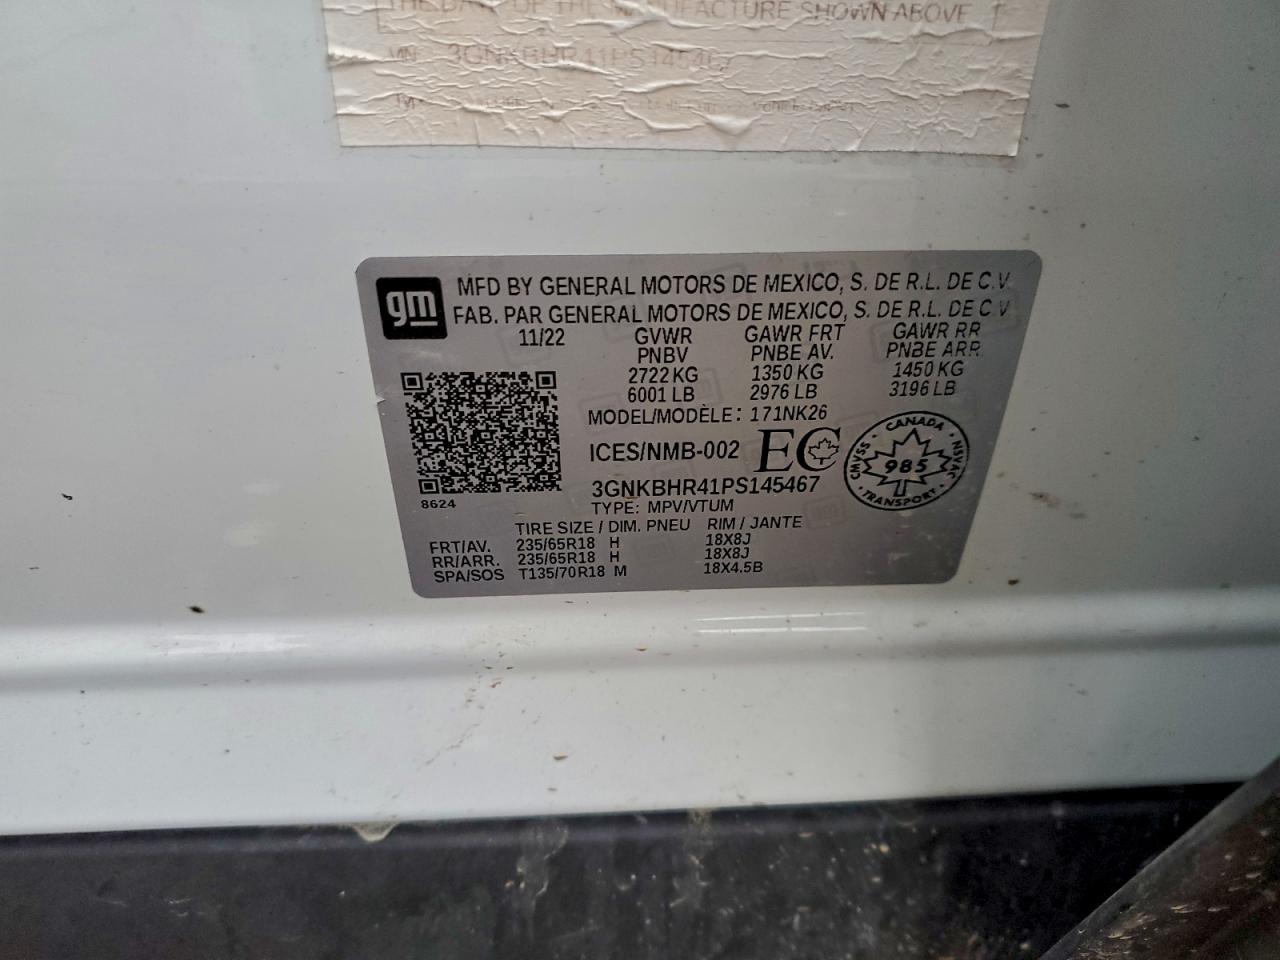 THE DATE OF THE MANUFACTURE SHOWN ABOVE
VIN:
gm
MFD BY GENERAL MOTORS DE MEXICO, S. DE R.L. DE C.V.
FAB. PAR GENERAL MOTORS DE MEXICO, S. DE R.L. DE C V
11/22 GVWR GAWR FRT GAWR RR
PNBV PNBE AV. PNBE ARR.
2722 KG 1350 KG 1450 KG
6001 LB 2976 LB 3196 LB
MODEL/MODÈLE: 171NK26
ICES/NMB-002 EC
CANADA
CMVSS - 985 - NSVAC
TRANSPORT
3GNKBHR41PS145467
8624
TYPE: MPV/VTUM
TIRE SIZE / DIM. PNEU RIM / JANTE
FRT/AV. 235/65R18 H 18X8J
RR/ARR. 235/65R18 H 18X8J
SPA/SOS T135/70R18 M 18X4.5B